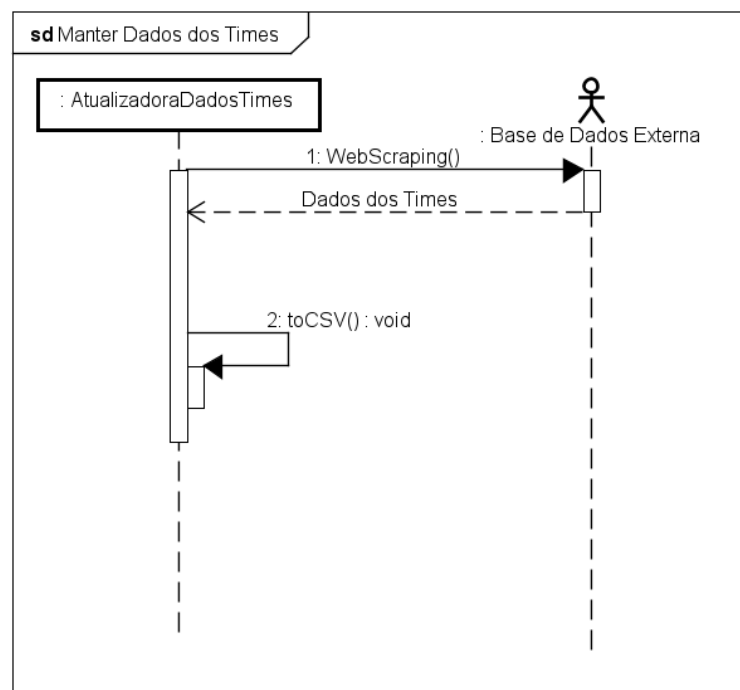 sd Manter Dados dos Times
: AtualizadoraDadosTimes
: Base de Dados Externa
1: WebScraping()
Dados dos Times
2: toCSV() : void